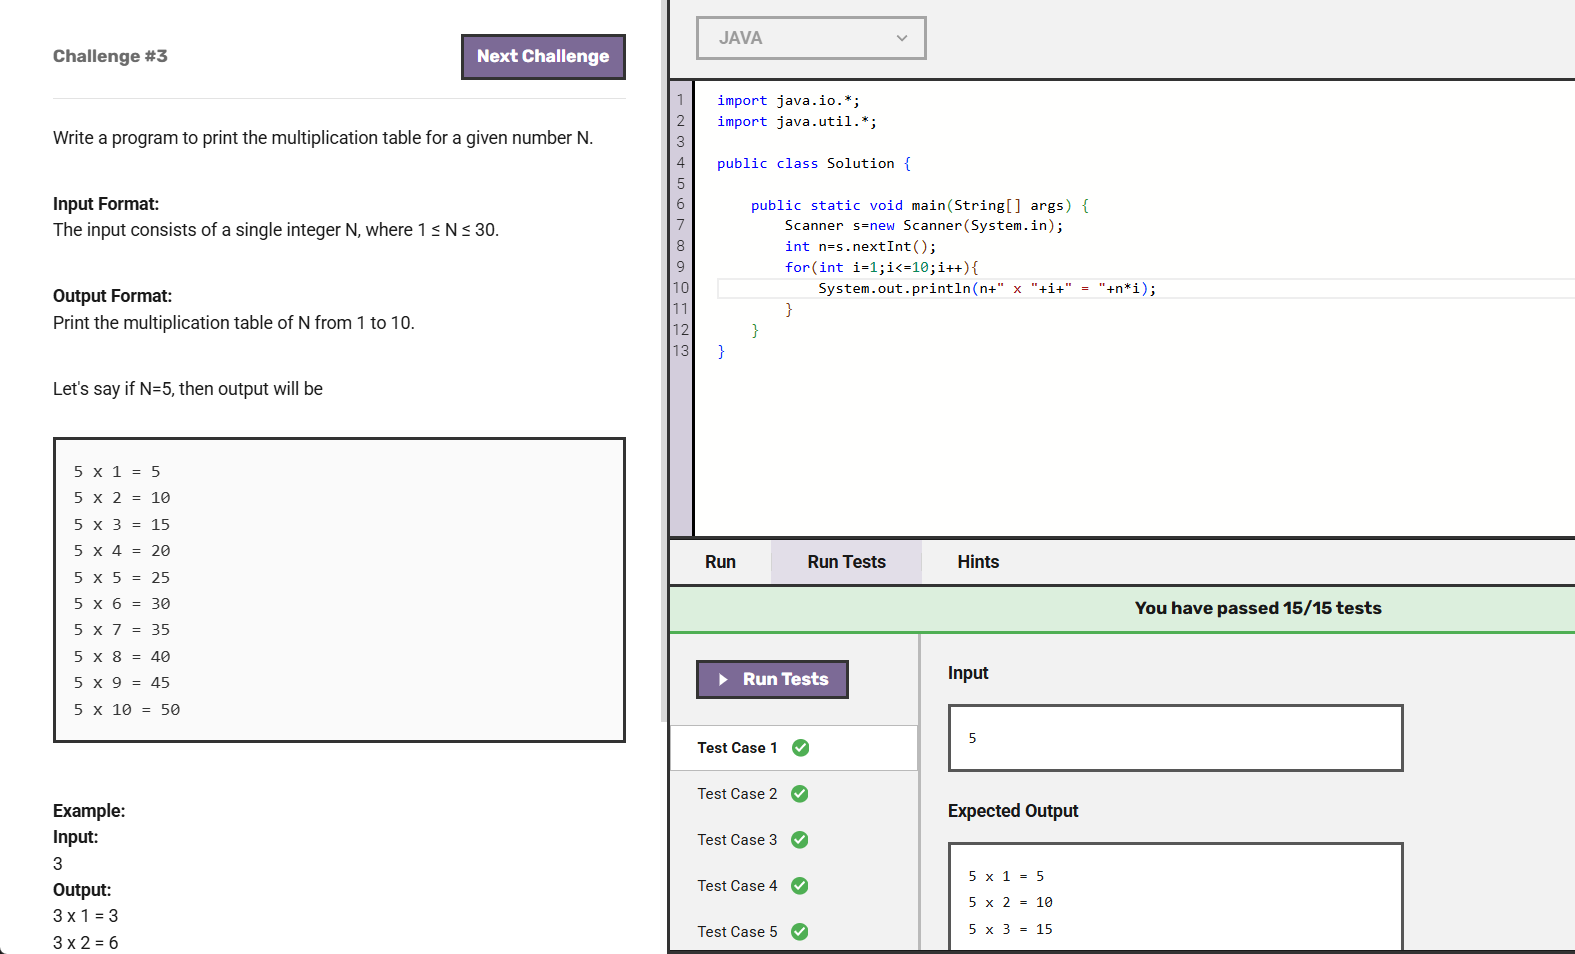 Challenge #3
Next Challenge
Write a program to print the multiplication table for a given number N.
Input Format:
The input consists of a single integer N, where 1 ≤ N ≤ 30.
Output Format:
Print the multiplication table of N from 1 to 10.
Let's say if N=5, then output will be
5 x 1 = 5
5 x 2 = 10
5 x 3 = 15
5 x 4 = 20
5 x 5 = 25
5 x 6 = 30
5 x 7 = 35
5 x 8 = 40
5 x 9 = 45
5 x 10 = 50
Example:
Input:
3
Output:
3 x 1 = 3
3 x 2 = 6
JAVA
1 import java.io.*;
2 import java.util.*;
3
4 public class Solution {
5
6     public static void main(String[] args) {
7         Scanner s=new Scanner(System.in);
8         int n=s.nextInt();
9         for(int i=1;i<=10;i++){
10             System.out.println(n+" x "+i+" = "+n*i);
11         }
12     }
13 }
Run
Run Tests
Hints
You have passed 15/15 tests
Run Tests
Test Case 1
Test Case 2
Test Case 3
Test Case 4
Test Case 5
Input
5
Expected Output
5 x 1 = 5
5 x 2 = 10
5 x 3 = 15